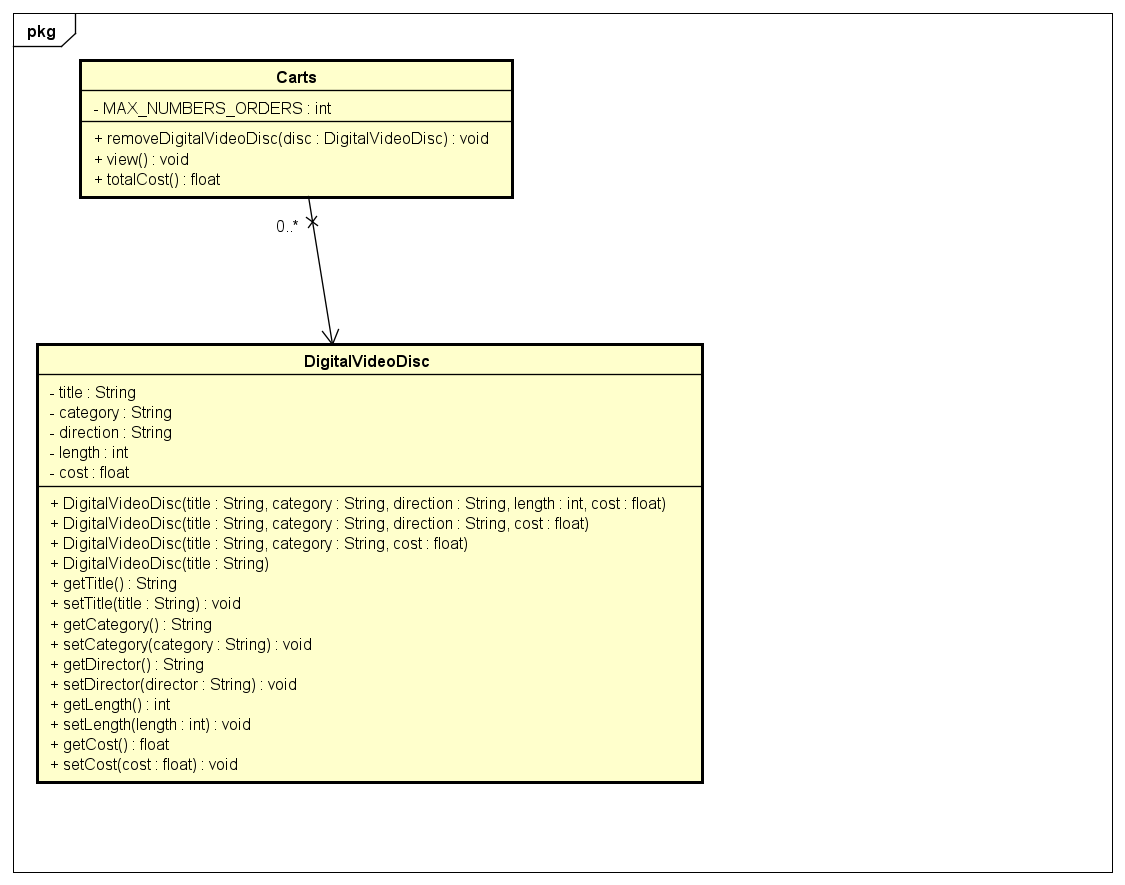 pkg
Carts
- MAX_NUMBERS_ORDERS : int
+ removeDigitalVideoDisc(disc : DigitalVideoDisc) : void
+ view() : void
+ totalCost() : float
0..*
DigitalVideoDisc
- title : String
- category : String
- direction : String
- length : int
- cost : float
+ DigitalVideoDisc(title : String, category : String, direction : String, length : int, cost : float)
+ DigitalVideoDisc(title : String, category : String, direction : String, cost : float)
+ DigitalVideoDisc(title : String, category : String, cost : float)
+ DigitalVideoDisc(title : String)
+ getTitle() : String
+ setTitle(title : String) : void
+ getCategory() : String
+ setCategory(category : String) : void
+ getDirector() : String
+ setDirector(director : String) : void
+ getLength() : int
+ setLength(length : int) : void
+ getCost() : float
+ setCost(cost : float) : void